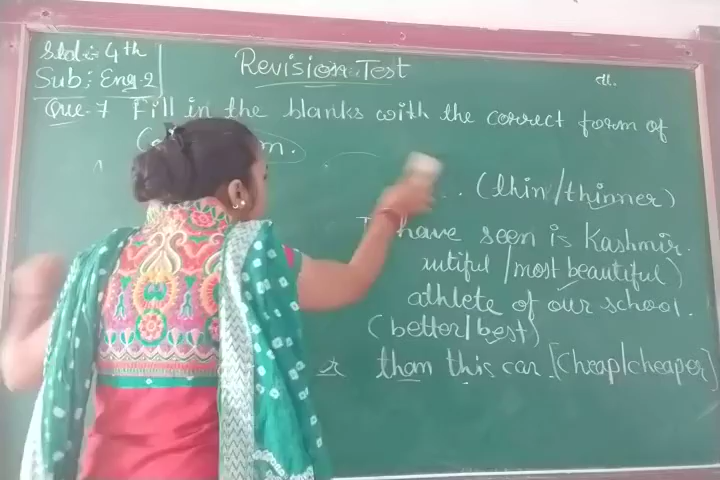 Std:- 4th
Sub: Eng-2
Revision Test
dt.
Que. 7 Fill in the blanks with the correct form of
m.
.. (thin/thinner)
I have seen is Kashmir.
utiful /most beautiful)
athlete of our school.
(better/best)
than this car. [Cheap/cheaper]